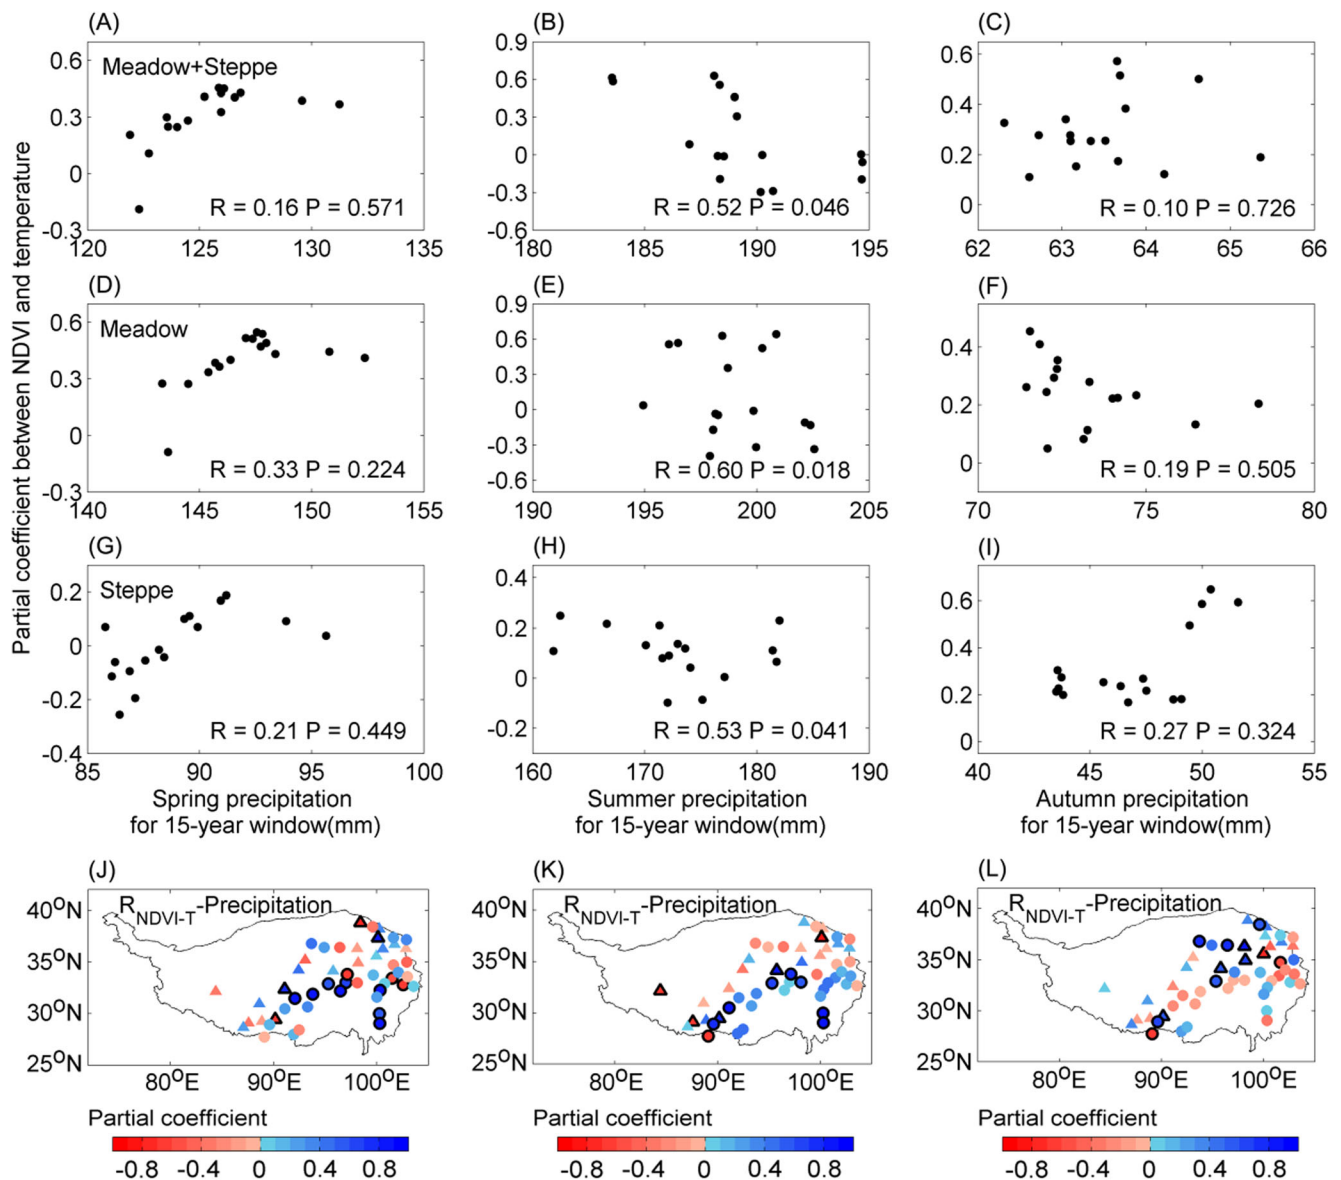 (A)
(B)
(C)
Partial coefficient between NDVI and temperature
0.6
0.3
0
-0.3
Meadow+Steppe
R = 0.16 P = 0.571
120 125 130 135
0.9
0.6
0.3
0
-0.3
-0.6
R = 0.52 P = 0.046
180 185 190 195
0.6
0.4
0.2
0
R = 0.10 P = 0.726
62 63 64 65 66
(D)
(E)
(F)
0.6
0.3
0
-0.3
Meadow
R = 0.33 P = 0.224
140 145 150 155
0.9
0.6
0.3
0
-0.3
-0.6
R = 0.60 P = 0.018
190 195 200 205
0.4
0.2
0
R = 0.19 P = 0.505
70 75 80
(G)
(H)
(I)
0.2
0
-0.2
-0.4
Steppe
R = 0.21 P = 0.449
85 90 95 100
Spring precipitation
for 15-year window(mm)
0.4
0.2
0
-0.2
R = 0.53 P = 0.041
160 170 180 190
Summer precipitation
for 15-year window(mm)
0.6
0.4
0.2
0
R = 0.27 P = 0.324
40 45 50 55
Autumn precipitation
for 15-year window(mm)
(J)
(K)
(L)
R_NDVI-T-Precipitation
40°N
35°N
30°N
25°N
80°E 90°E 100°E
Partial coefficient
-0.8 -0.4 0 0.4 0.8
R_NDVI-T-Precipitation
40°N
35°N
30°N
25°N
80°E 90°E 100°E
Partial coefficient
-0.8 -0.4 0 0.4 0.8
R_NDVI-T-Precipitation
40°N
35°N
30°N
25°N
80°E 90°E 100°E
Partial coefficient
-0.8 -0.4 0 0.4 0.8